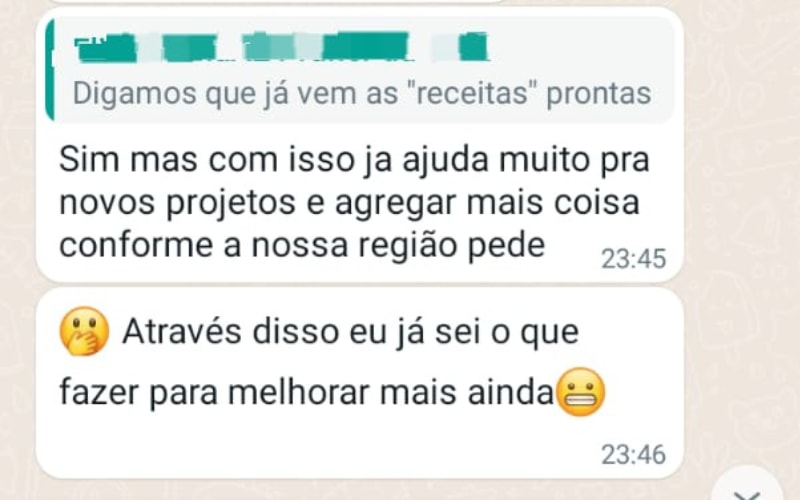 Digamos que já vem as "receitas" prontas
Sim mas com isso ja ajuda muito pra
novos projetos e agregar mais coisa
conforme a nossa região pede
23:45
🤭 Através disso eu já sei o que
fazer para melhorar mais ainda😬
23:46